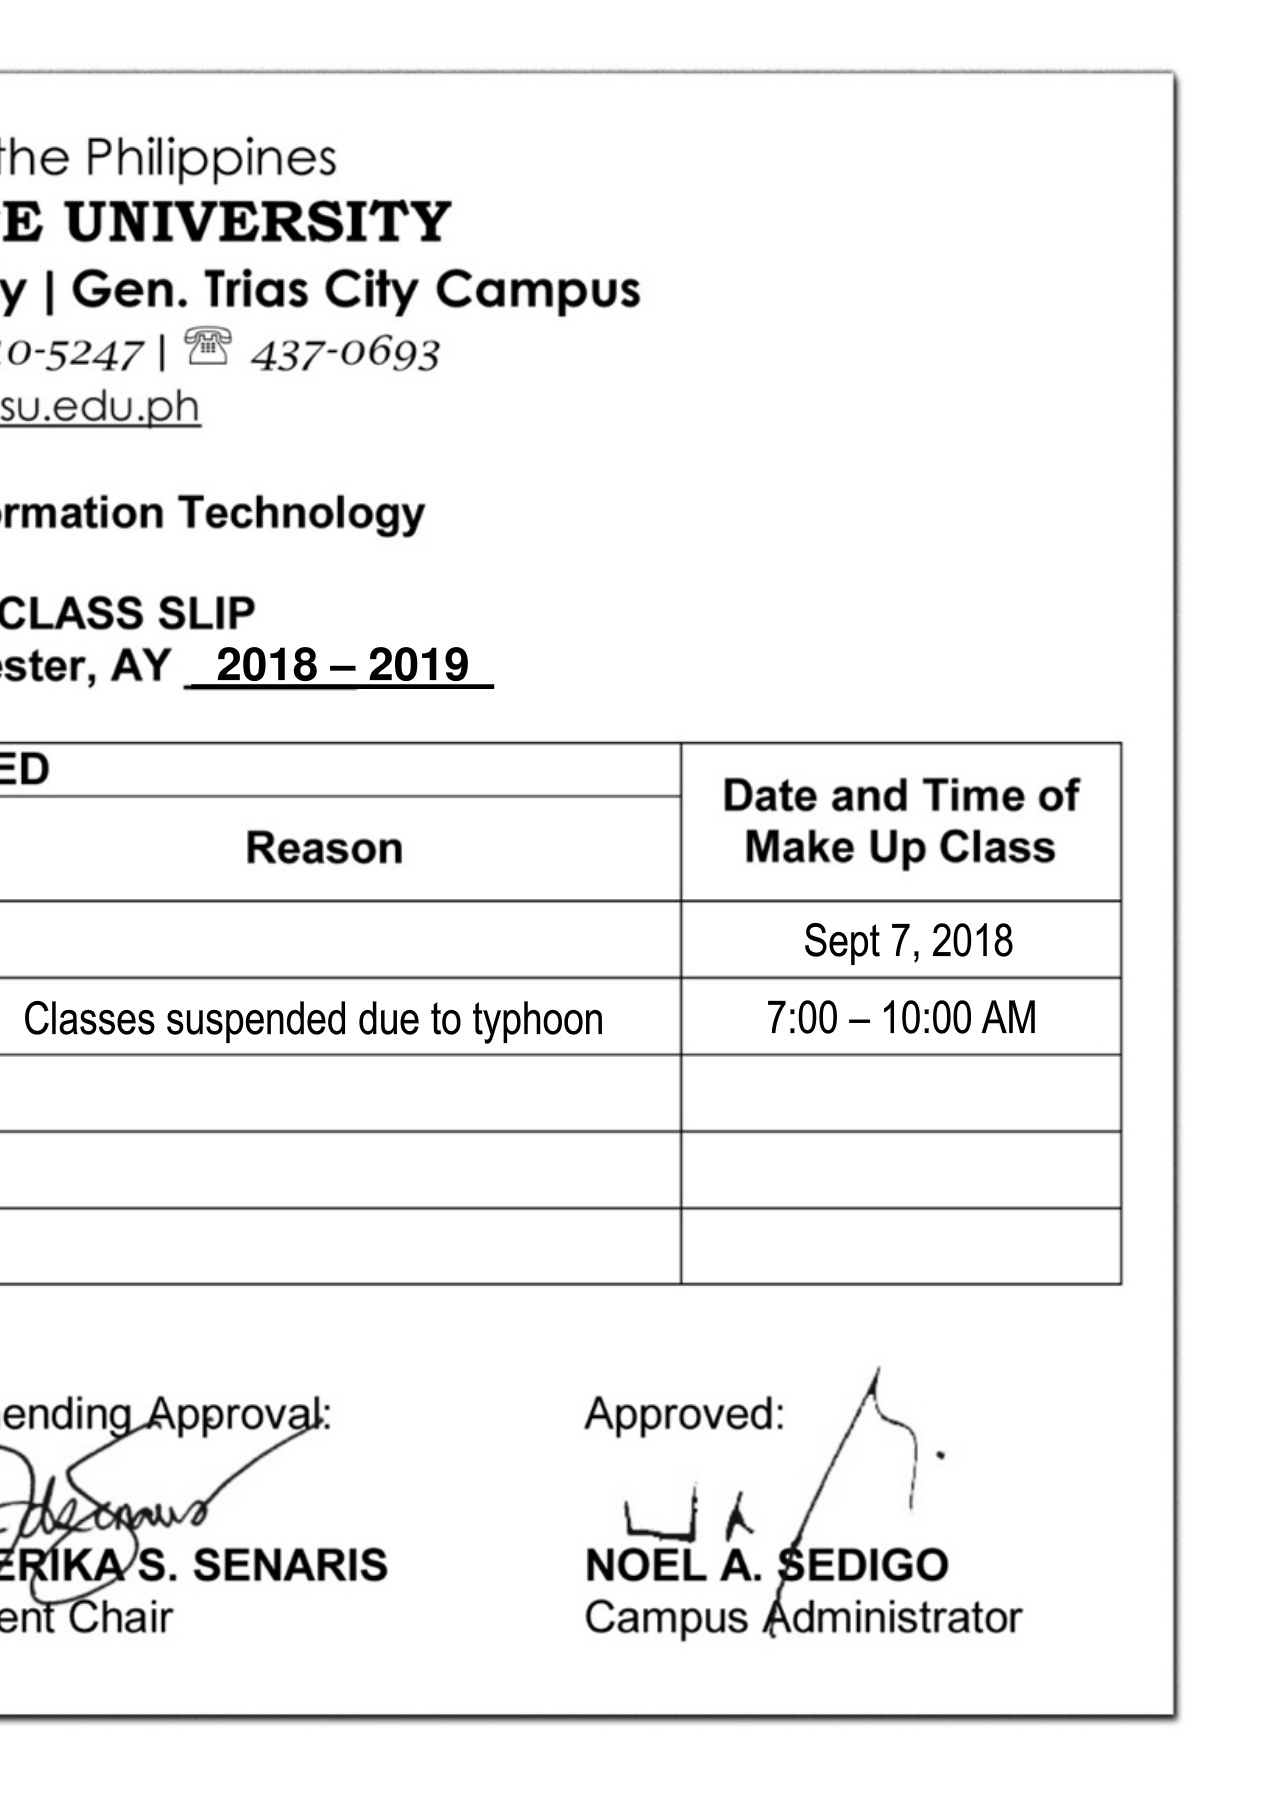 the Philippines
E UNIVERSITY
y | Gen. Trias City Campus
0-5247 | ☏ 437-0693
su.edu.ph
ormation Technology
CLASS SLIP
ester, AY 2018 – 2019
ED
Date and Time of
Make Up Class
Reason
Sept 7, 2018
Classes suspended due to typhoon 7:00 – 10:00 AM
ending Approval: Approved:
ERIKA S. SENARIS NOEL A. SEDIGO
ent Chair Campus Administrator